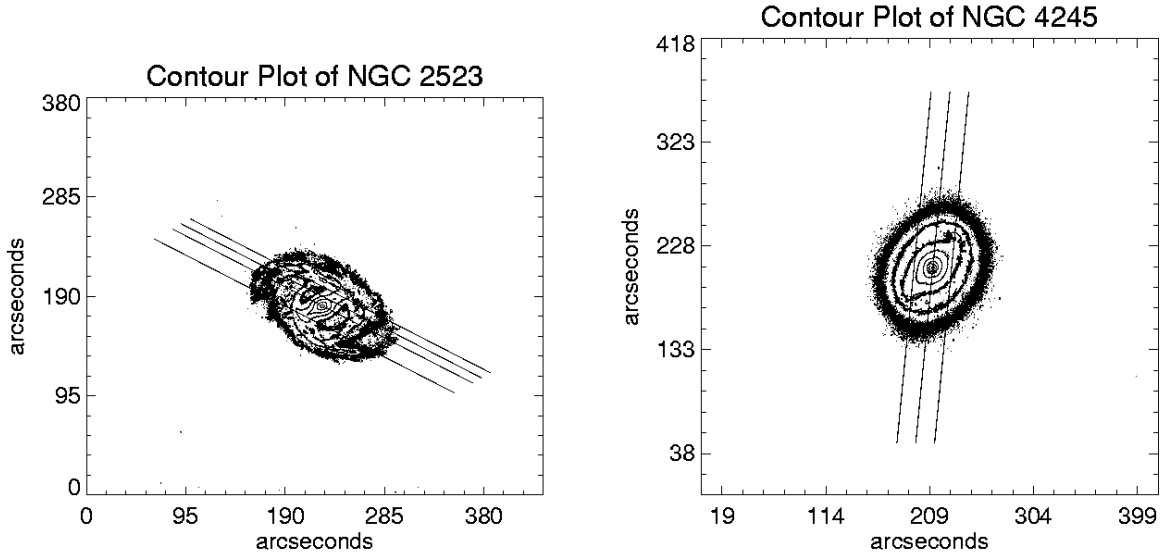 Contour Plot of NGC 2523
380
285
190
95
0
arcseconds
0 95 190 285 380
arcseconds
Contour Plot of NGC 4245
418
323
228
133
38
arcseconds
19 114 209 304 399
arcseconds